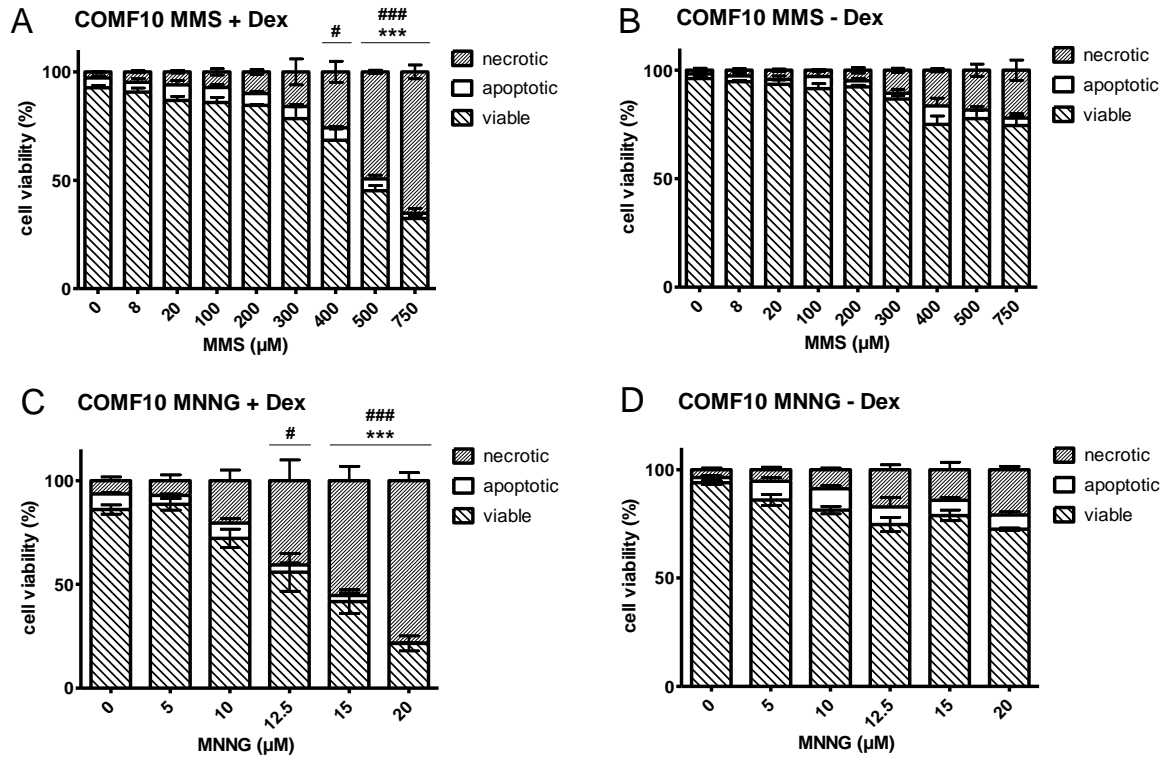 A
COMF10 MMS + Dex
#
###
***
cell viability (%)
100
50
0
necrotic
apoptotic
viable
0 8 20 100 200 300 400 500 750
MMS (µM)
B
COMF10 MMS - Dex
cell viability (%)
100
50
0
necrotic
apoptotic
viable
0 8 20 100 200 300 400 500 750
MMS (µM)
C
COMF10 MNNG + Dex
#
###
***
cell viability (%)
100
50
0
necrotic
apoptotic
viable
0 5 10 12.5 15 20
MNNG (µM)
D
COMF10 MNNG - Dex
cell viability (%)
100
50
0
necrotic
apoptotic
viable
0 5 10 12.5 15 20
MNNG (µM)